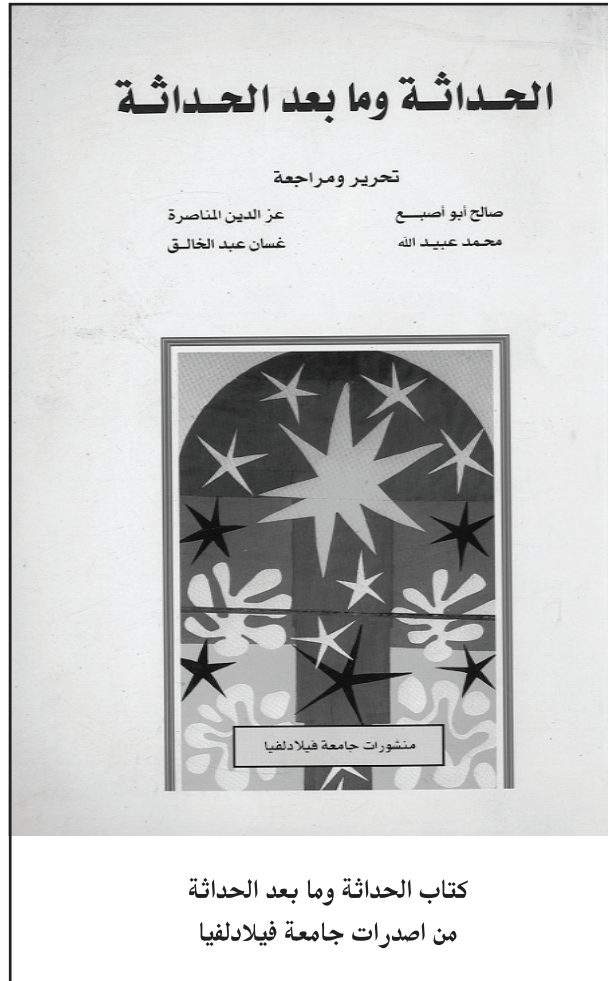 الحداثة وما بعد الحداثة
تحرير ومراجعة
صالح أبو أصبع عز الدين المناصرة
محمد عبيد الله غسان عبد الخالق
منشورات جامعة فيلادلفيا
كتاب الحداثة وما بعد الحداثة
من اصدرات جامعة فيلادلفيا